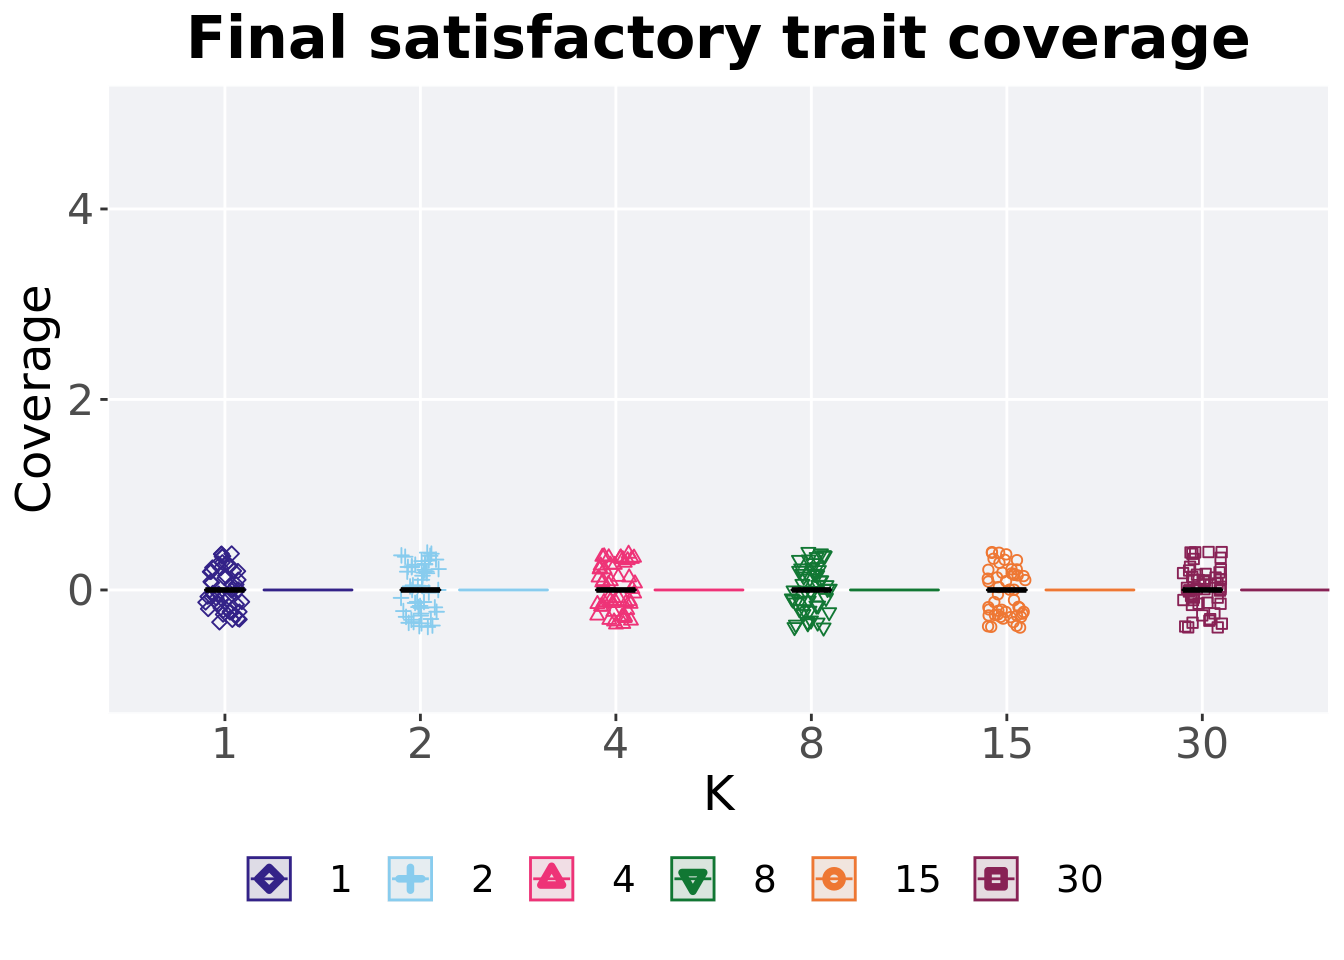 Final satisfactory trait coverage
Coverage
4
2
0
1 2 4 8 15 30
K
1 2 4 8 15 30